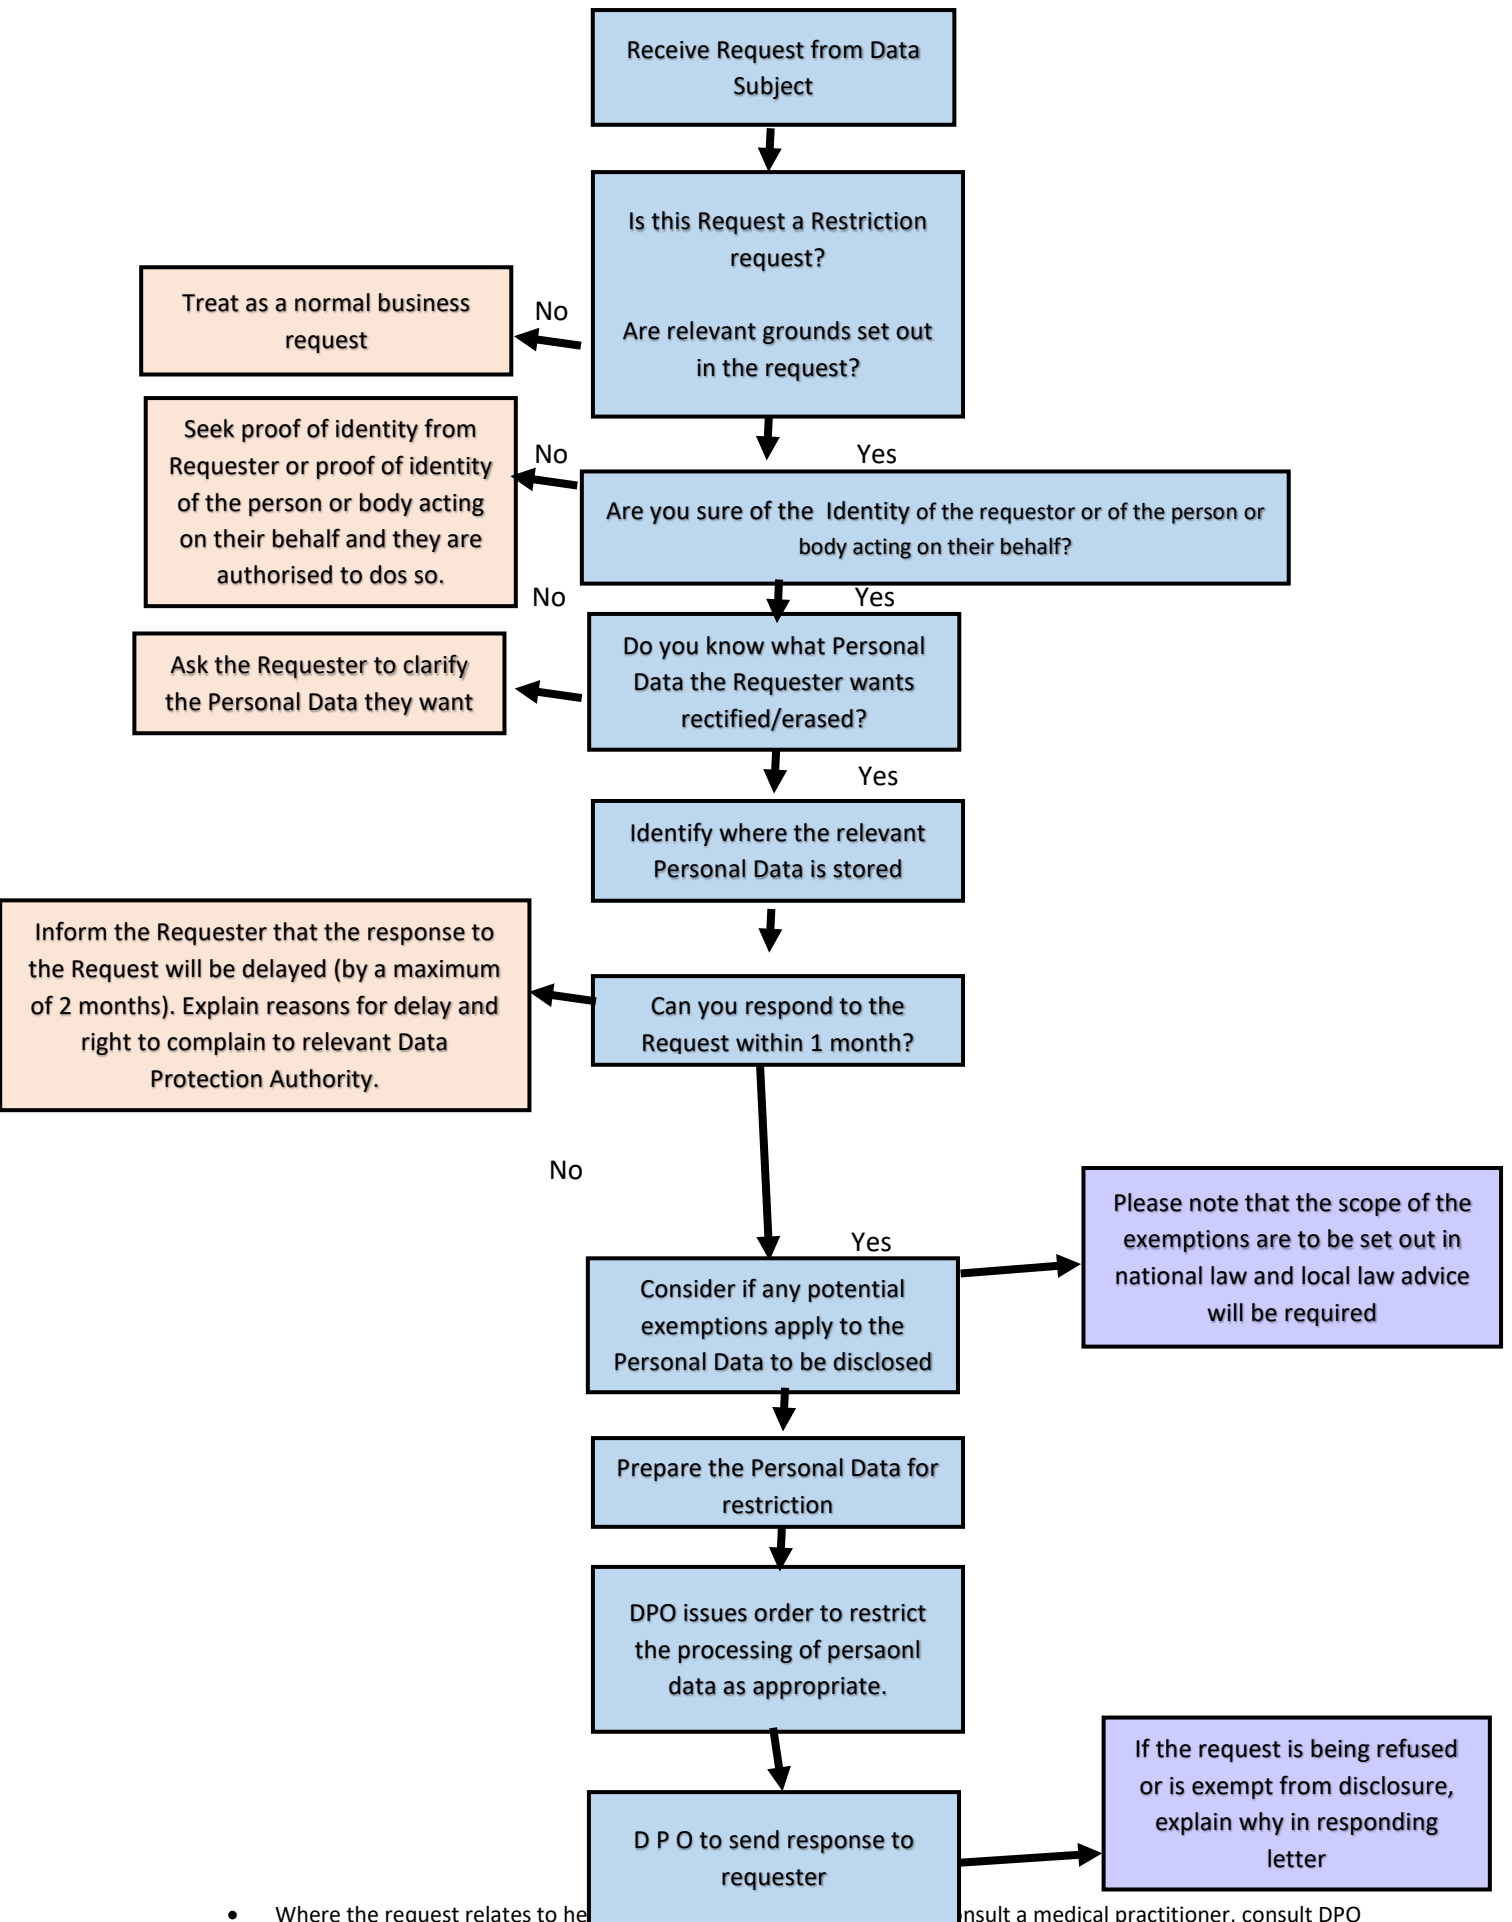 Receive Request from Data
Subject
Is this Request a Restriction
request?
Are relevant grounds set out
in the request?
No
Treat as a normal business
request
Yes
Are you sure of the  Identity of the requestor or of the person or
body acting on their behalf?
No
Seek proof of identity from
Requester or proof of identity
of the person or body acting
on their behalf and they are
authorised to dos so.
Yes
Do you know what Personal
Data the Requester wants
rectified/erased?
No
Ask the Requester to clarify
the Personal Data they want
Yes
Identify where the relevant
Personal Data is stored
Can you respond to the
Request within 1 month?
Inform the Requester that the response to
the Request will be delayed (by a maximum
of 2 months). Explain reasons for delay and
right to complain to relevant Data
Protection Authority.
No
Yes
Consider if any potential
exemptions apply to the
Personal Data to be disclosed
Please note that the scope of the
exemptions are to be set out in
national law and local law advice
will be required
Prepare the Personal Data for
restriction
DPO issues order to restrict
the processing of persaonl
data as appropriate.
D P O to send response to
requester
If the request is being refused
or is exempt from disclosure,
explain why in responding
letter
• Where the request relates to a medical practitioner, consult DPO